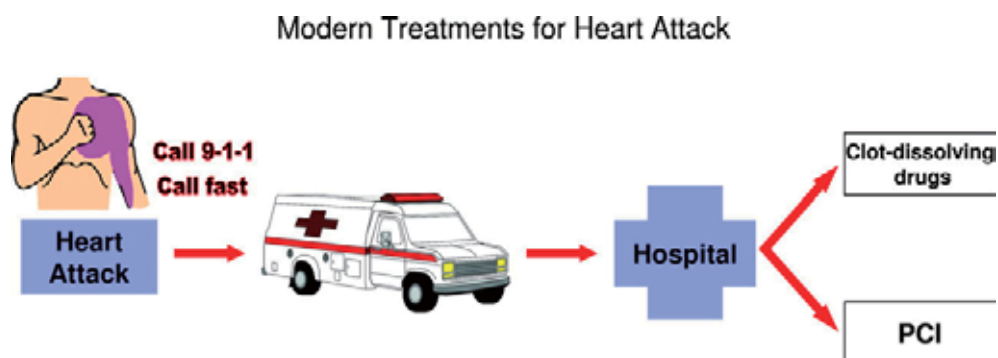 Modern Treatments for Heart Attack
Call 9-1-1
Call fast
Heart
Attack
Hospital
Clot-dissolving
drugs
PCI